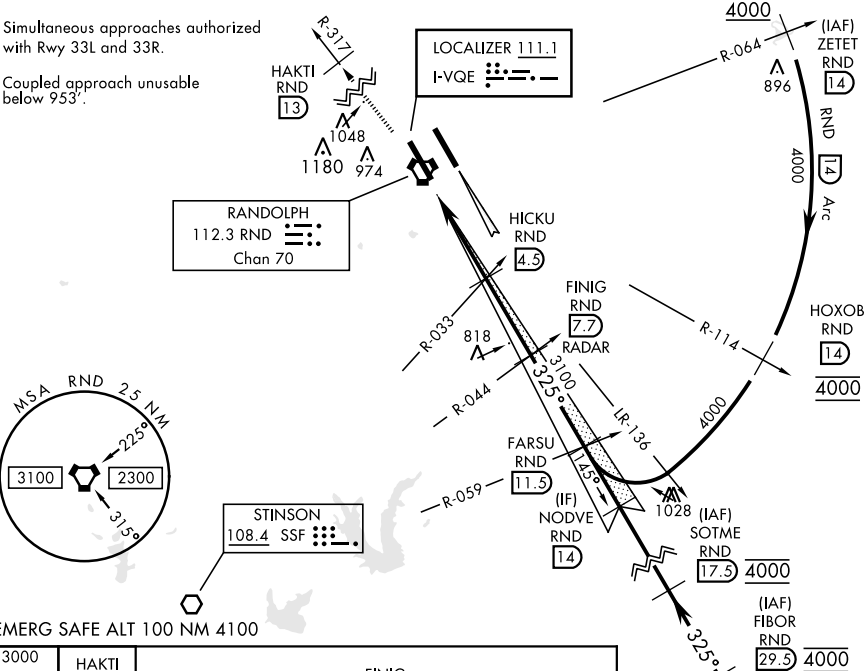 Simultaneous approaches authorized
with Rwy 33L and 33R.
Coupled approach unusable
below 953'.
R-317
HAKTI
RND
13
LOCALIZER 111.1
I-VQE
4000
(IAF)
ZETET
RND
14
R-064
896
1048
1180
974
RND
14
Arc
4000
RANDOLPH
112.3 RND
Chan 70
HICKU
RND
4.5
FINIG
RND
7.7
RADAR
R-033
818
R-114
HOXOB
RND
14
4000
3100
325°
R-044
LR-136
4000
MSA RND 25 NM
225°
3100
2300
315°
FARSU
RND
11.5
145°
R-059
(IF)
NODVE
RND
14
1028
(IAF)
SOTME
RND
17.5 4000
STINSON
108.4 SSF
(IAF)
FIBOR
RND
29.5 4000
325°
EMERG SAFE ALT 100 NM 4100
3000
HAKTI
FINIG